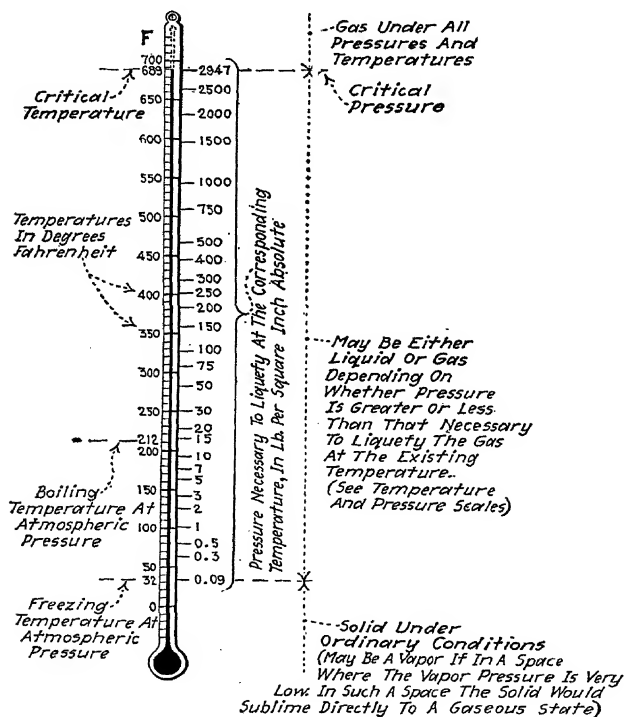 F
700
689
650
600
550
500
450
400
350
300
250
212
200
150
100
50
32
0
2947
2500
2000
1500
1000
750
500
400
300
250
200
150
100
75
50
30
20
15
10
7
5
3
2
1
0.5
0.3
0.09
Critical
Temperature
Temperatures
In Degrees
Fahrenheit
Boiling
Temperature At
Atmospheric
Pressure
Freezing
Temperature At
Atmospheric
Pressure
Pressure Necessary To Liquefy At The Corresponding
Temperature, In Lb. Per Square Inch Absolute
Gas Under All
Pressures And
Temperatures
Critical
Pressure
May Be Either
Liquid Or Gas
Depending On
Whether Pressure
Is Greater Or Less
Than That Necessary
To Liquefy The Gas
At The Existing
Temperature..
(See Temperature
And Pressure Scales)
Solid Under
Ordinary Conditions
(May Be A Vapor If In A Space
Where The Vapor Pressure Is Very
Low. In Such A Space The Solid Would
Sublime Directly To A Gaseous State)